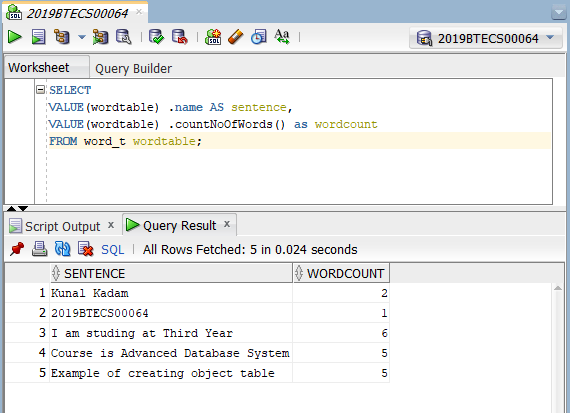 2019BTECS00064
2019BTECS00064
Worksheet Query Builder
SELECT
VALUE(wordtable) .name AS sentence,
VALUE(wordtable) .countNoOfWords() as wordcount
FROM word_t wordtable;
Script Output x Query Result x
SQL All Rows Fetched: 5 in 0.024 seconds
SENTENCE WORDCOUNT
1 Kunal Kadam 2
2 2019BTECS00064 1
3 I am studing at Third Year 6
4 Course is Advanced Database System 5
5 Example of creating object table 5